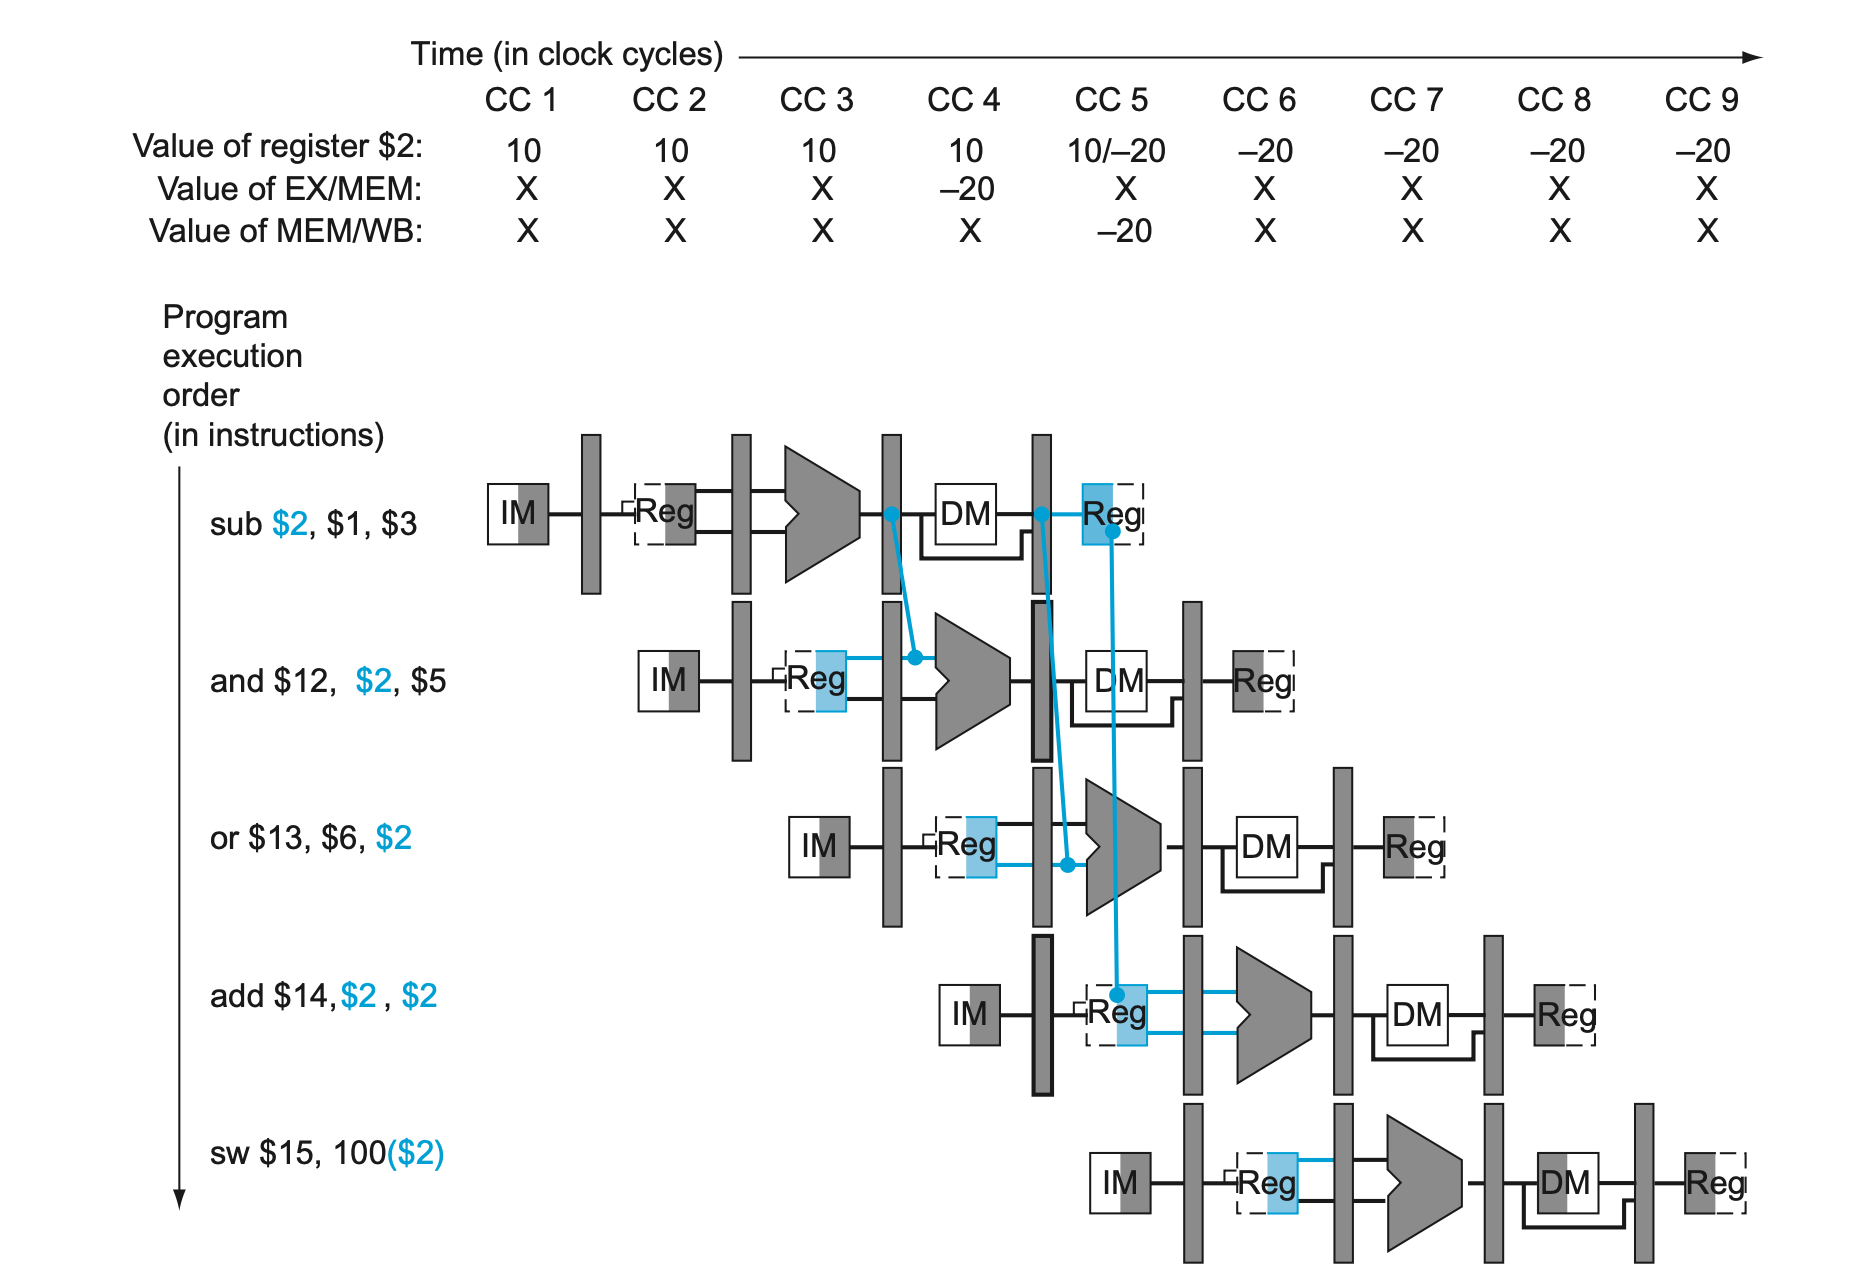 Time (in clock cycles)
CC 1 CC 2 CC 3 CC 4 CC 5 CC 6 CC 7 CC 8 CC 9
Value of register $2: 10 10 10 10 10/–20 –20 –20 –20 –20
Value of EX/MEM: X X X –20 X X X X X
Value of MEM/WB: X X X X –20 X X X X
Program
execution
order
(in instructions)
sub $2, $1, $3 IM Reg DM Reg
and $12, $2, $5 IM Reg DM Reg
or $13, $6, $2 IM Reg DM Reg
add $14,$2 , $2 IM Reg DM Reg
sw $15, 100($2) IM Reg DM Reg